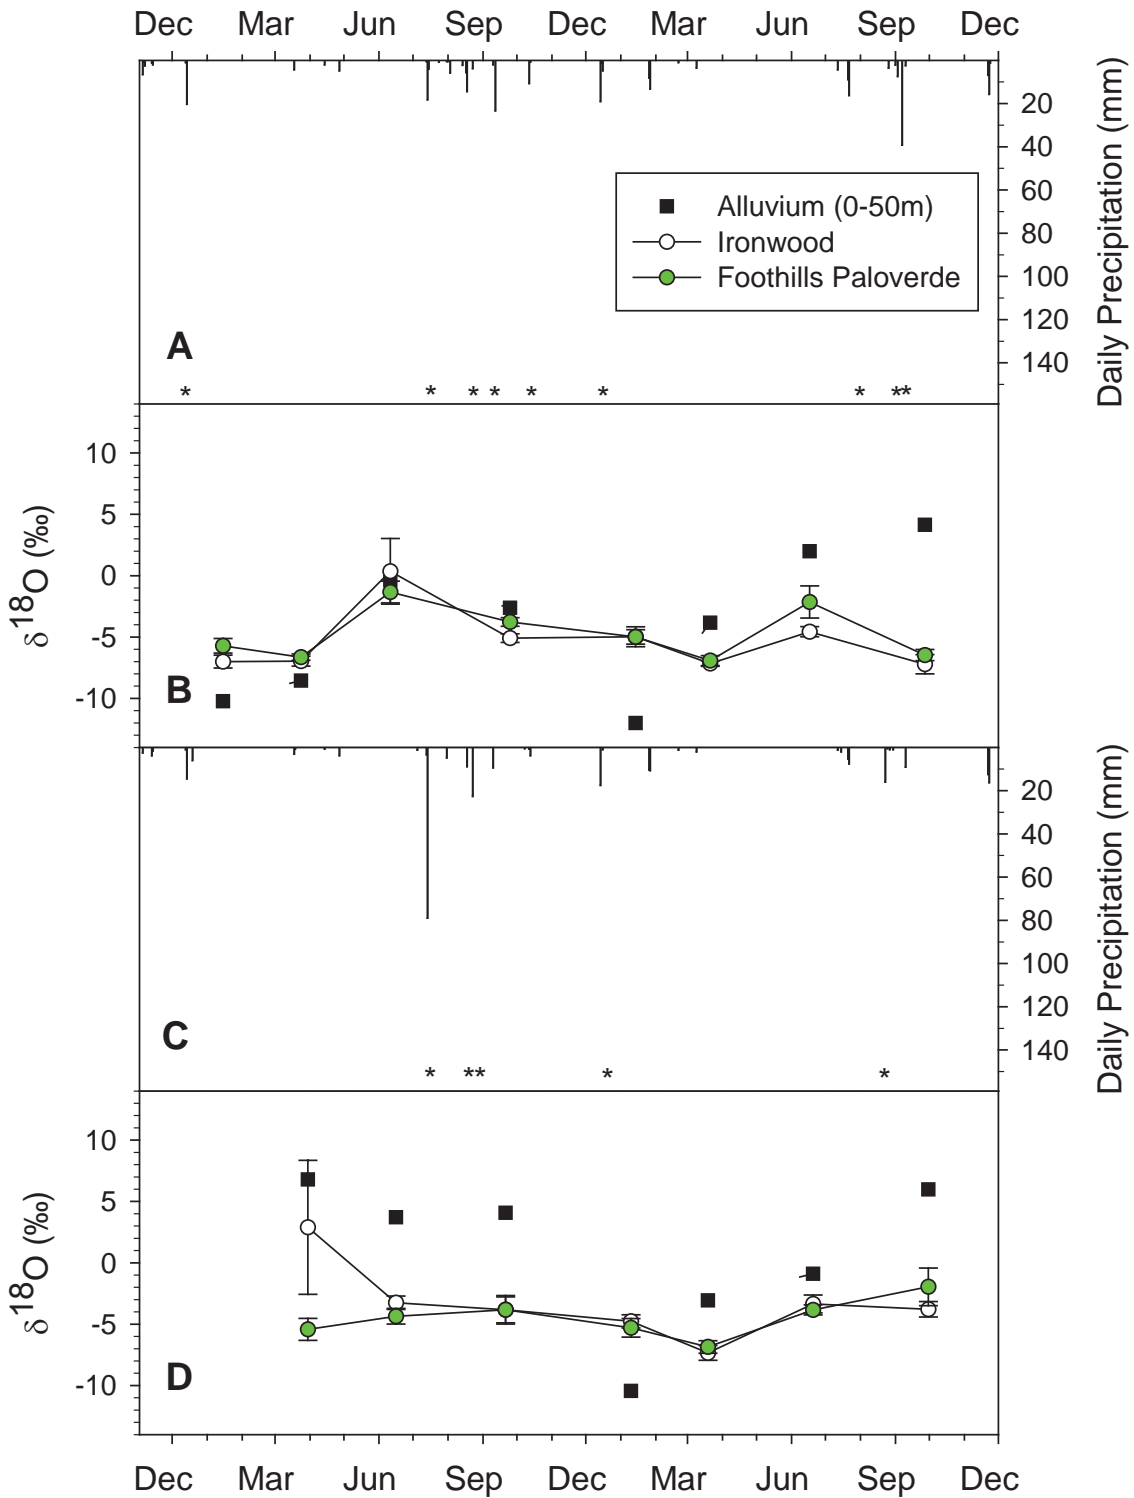 Dec Mar Jun Sep Dec Mar Jun Sep Dec
20
40
60
80
100
120
140
Daily Precipitation (mm)
Alluvium (0-50m)
Ironwood
Foothills Paloverde
A
* * * * * * * **
10
5
0
-5
-10
δ18O (‰)
B
20
40
60
80
100
120
140
Daily Precipitation (mm)
C
* ** * *
10
5
0
-5
-10
δ18O (‰)
D
Dec Mar Jun Sep Dec Mar Jun Sep Dec